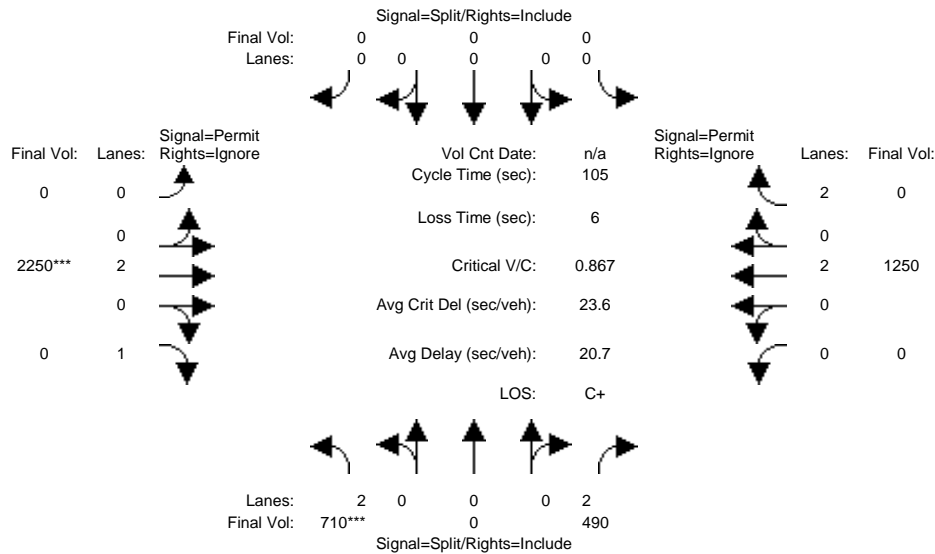 Signal=Split/Rights=Include
Final Vol: 0 0 0
Lanes: 0 0 0 0 0
Signal=Permit Signal=Permit
Final Vol: Lanes: Rights=Ignore Vol Cnt Date: n/a Rights=Ignore Lanes: Final Vol:
Cycle Time (sec): 105
0 0 2 0
Loss Time (sec): 6
0 0
2250*** 2 Critical V/C: 0.867 2 1250
0 Avg Crit Del (sec/veh): 23.6 0
0 1 Avg Delay (sec/veh): 20.7 0 0
LOS: C+
Lanes: 2 0 0 0 2
Final Vol: 710*** 0 490
Signal=Split/Rights=Include